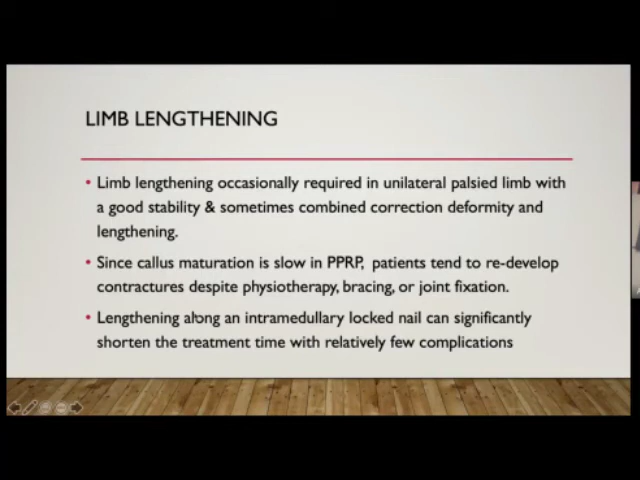 LIMB LENGTHENING
• Limb lengthening occasionally required in unilateral palsied limb with
a good stability & sometimes combined correction deformity and
lengthening.
• Since callus maturation is slow in PPRP, patients tend to re-develop
contractures despite physiotherapy, bracing, or joint fixation.
• Lengthening along an intramedullary locked nail can significantly
shorten the treatment time with relatively few complications